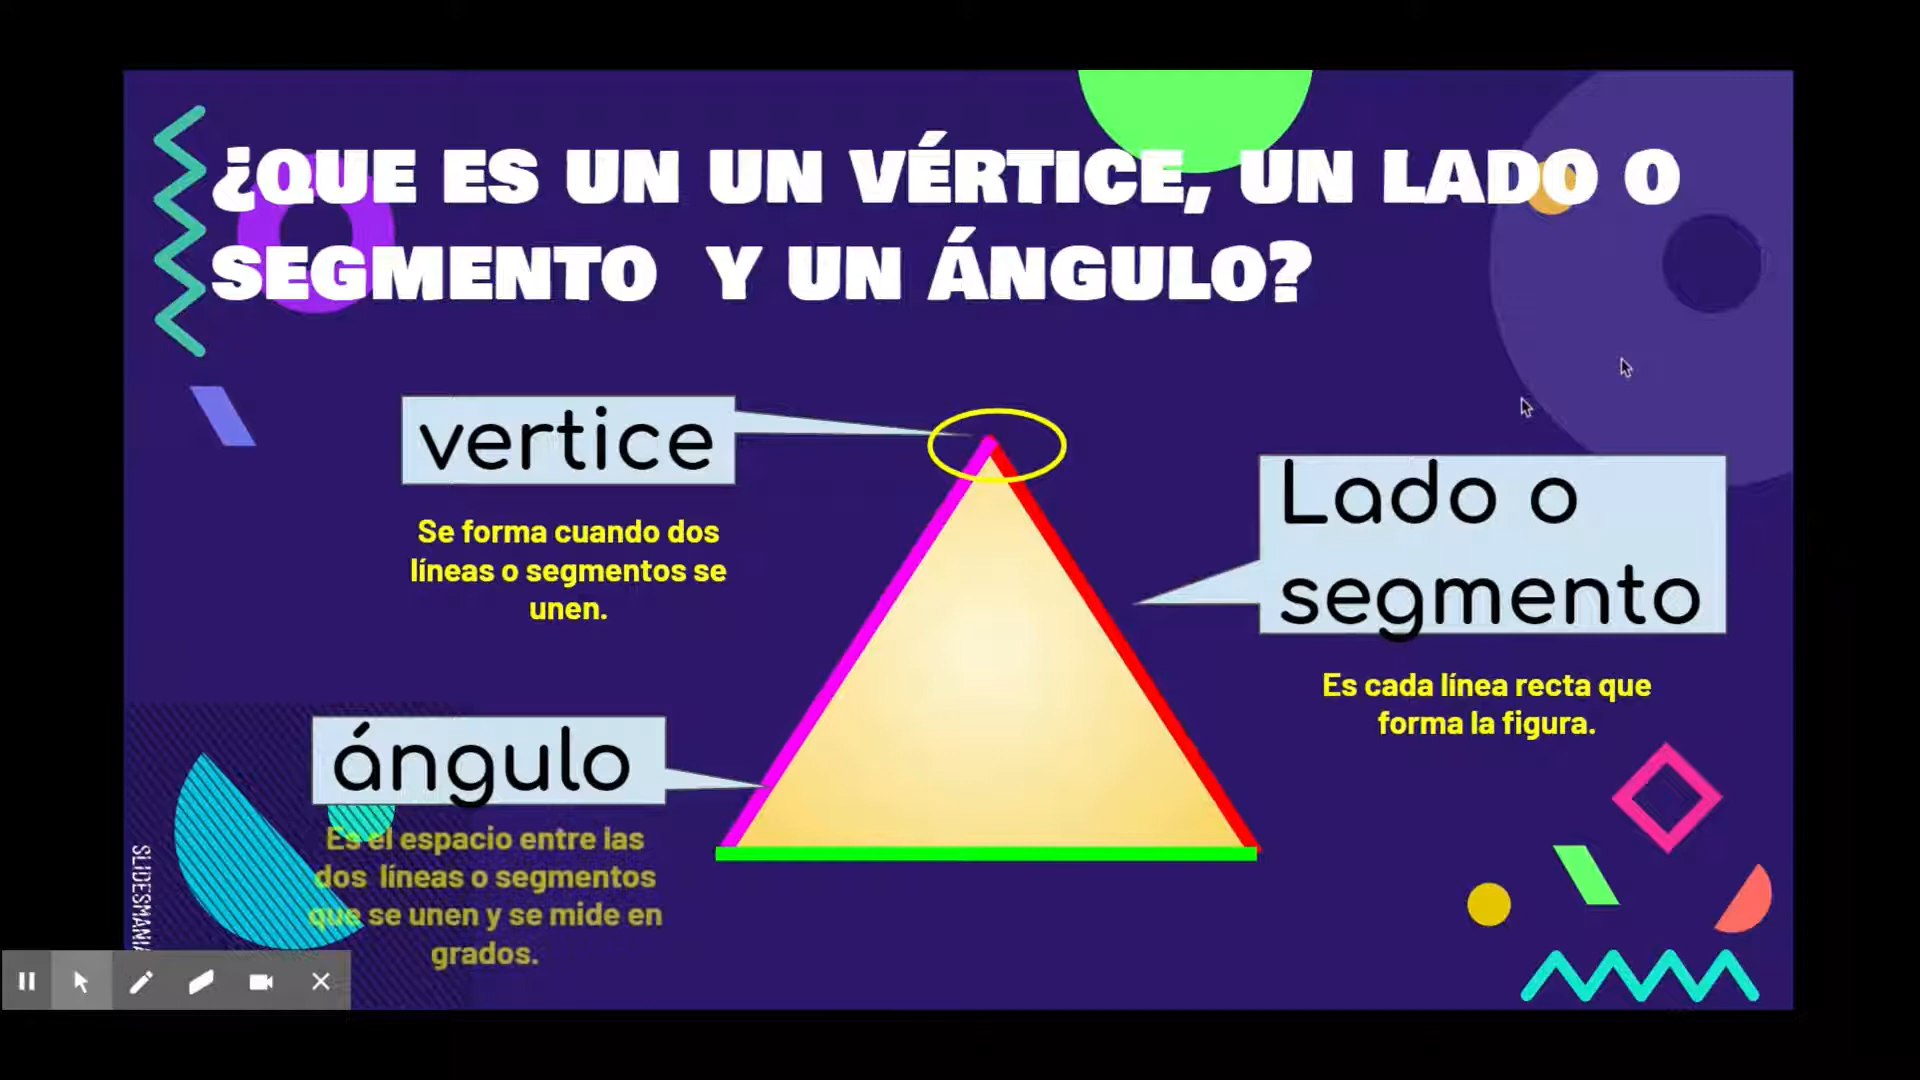 ¿QUE ES UN UN VÉRTICE, UN LADO O
SEGMENTO Y UN ÁNGULO?
vertice
Se forma cuando dos
líneas o segmentos se
unen.
Lado o
segmento
Es cada línea recta que
forma la figura.
ángulo
Es el espacio entre las
dos líneas o segmentos
que se unen y se mide en
grados.